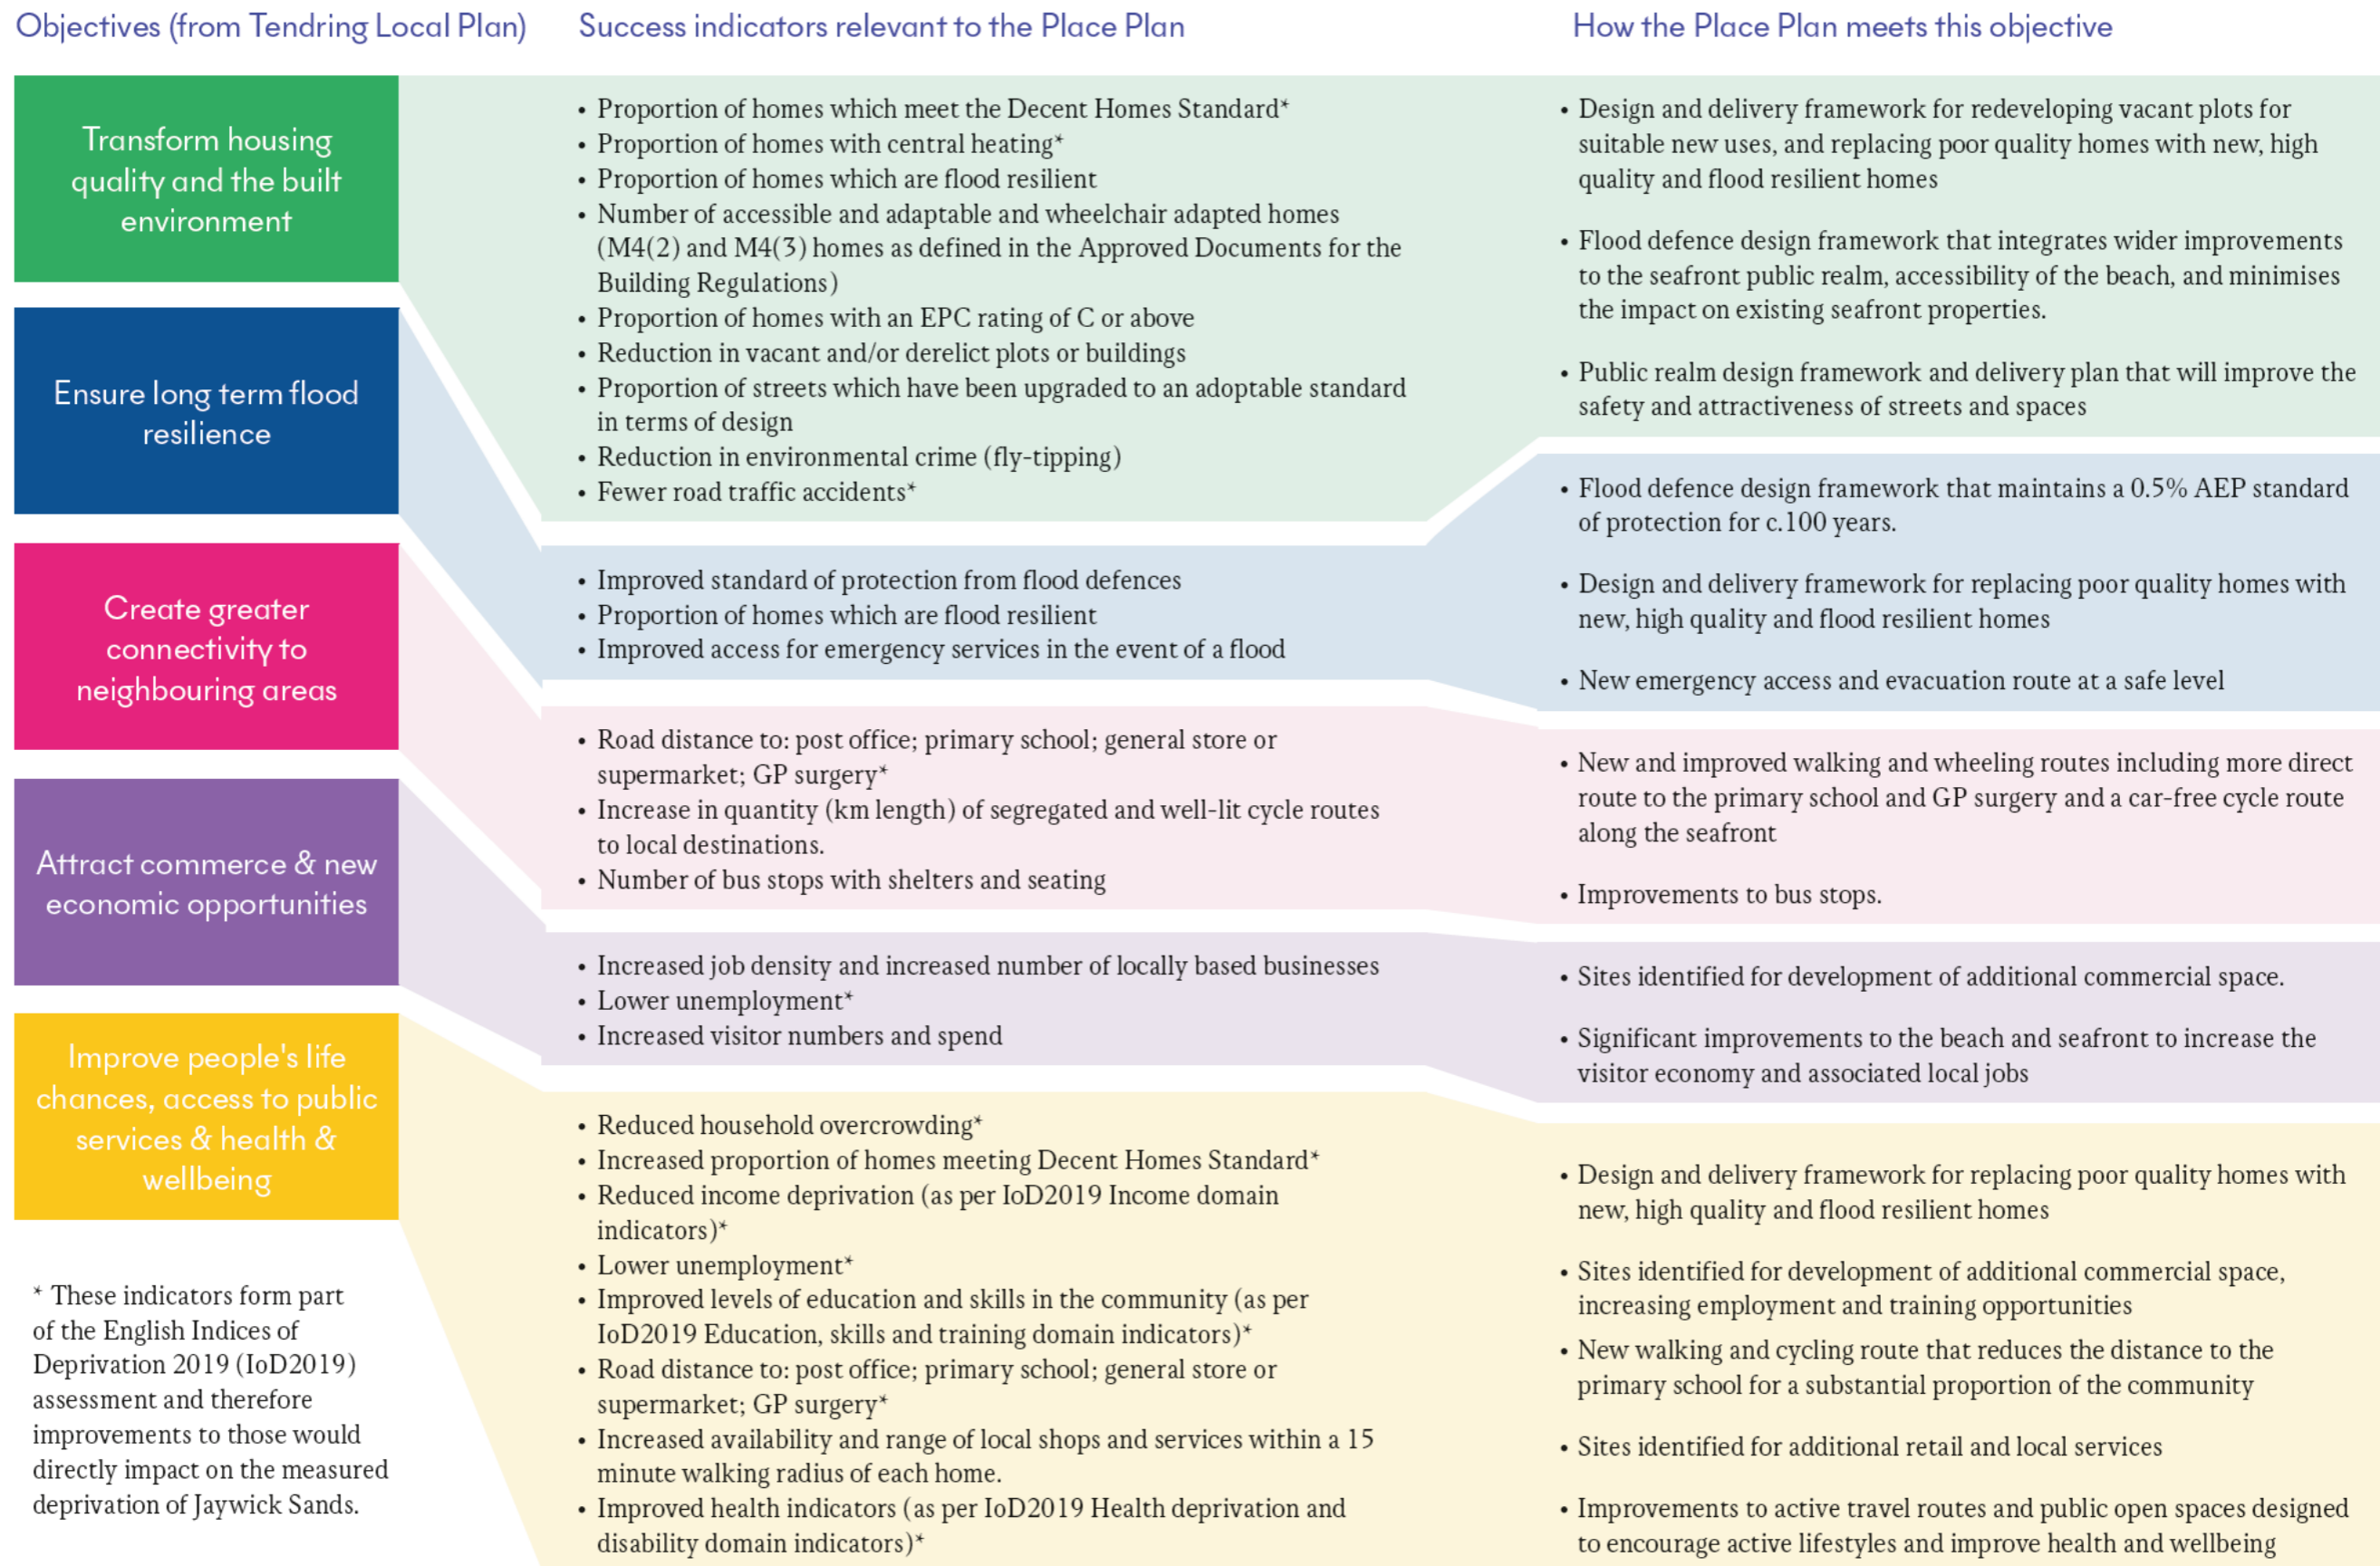 Objectives (from Tendring Local Plan)
Success indicators relevant to the Place Plan
How the Place Plan meets this objective
Transform housing
quality and the built
environment
• Proportion of homes which meet the Decent Homes Standard*
• Proportion of homes with central heating*
• Proportion of homes which are flood resilient
• Number of accessible and adaptable and wheelchair adapted homes
(M4(2) and M4(3) homes as defined in the Approved Documents for the
Building Regulations)
• Proportion of homes with an EPC rating of C or above
• Reduction in vacant and/or derelict plots or buildings
• Proportion of streets which have been upgraded to an adoptable standard
in terms of design
• Reduction in environmental crime (fly-tipping)
• Fewer road traffic accidents*
• Design and delivery framework for redeveloping vacant plots for
suitable new uses, and replacing poor quality homes with new, high
quality and flood resilient homes
• Flood defence design framework that integrates wider improvements
to the seafront public realm, accessibility of the beach, and minimises
the impact on existing seafront properties.
• Public realm design framework and delivery plan that will improve the
safety and attractiveness of streets and spaces
Ensure long term flood
resilience
• Improved standard of protection from flood defences
• Proportion of homes which are flood resilient
• Improved access for emergency services in the event of a flood
• Flood defence design framework that maintains a 0.5% AEP standard
of protection for c.100 years.
• Design and delivery framework for replacing poor quality homes with
new, high quality and flood resilient homes
• New emergency access and evacuation route at a safe level
Create greater
connectivity to
neighbouring areas
• Road distance to: post office; primary school; general store or
supermarket; GP surgery*
• Increase in quantity (km length) of segregated and well-lit cycle routes
to local destinations.
• Number of bus stops with shelters and seating
• New and improved walking and wheeling routes including more direct
route to the primary school and GP surgery and a car-free cycle route
along the seafront
• Improvements to bus stops.
Attract commerce & new
economic opportunities
• Increased job density and increased number of locally based businesses
• Lower unemployment*
• Increased visitor numbers and spend
• Sites identified for development of additional commercial space.
• Significant improvements to the beach and seafront to increase the
visitor economy and associated local jobs
Improve people's life
chances, access to public
services & health &
wellbeing
• Reduced household overcrowding*
• Increased proportion of homes meeting Decent Homes Standard*
• Reduced income deprivation (as per IoD2019 Income domain
indicators)*
• Lower unemployment*
• Improved levels of education and skills in the community (as per
IoD2019 Education, skills and training domain indicators)*
• Road distance to: post office; primary school; general store or
supermarket; GP surgery*
• Increased availability and range of local shops and services within a 15
minute walking radius of each home.
• Improved health indicators (as per IoD2019 Health deprivation and
disability domain indicators)*
• Design and delivery framework for replacing poor quality homes with
new, high quality and flood resilient homes
• Sites identified for development of additional commercial space,
increasing employment and training opportunities
• New walking and cycling route that reduces the distance to the
primary school for a substantial proportion of the community
• Sites identified for additional retail and local services
• Improvements to active travel routes and public open spaces designed
to encourage active lifestyles and improve health and wellbeing
* These indicators form part
of the English Indices of
Deprivation 2019 (IoD2019)
assessment and therefore
improvements to those would
directly impact on the measured
deprivation of Jaywick Sands.